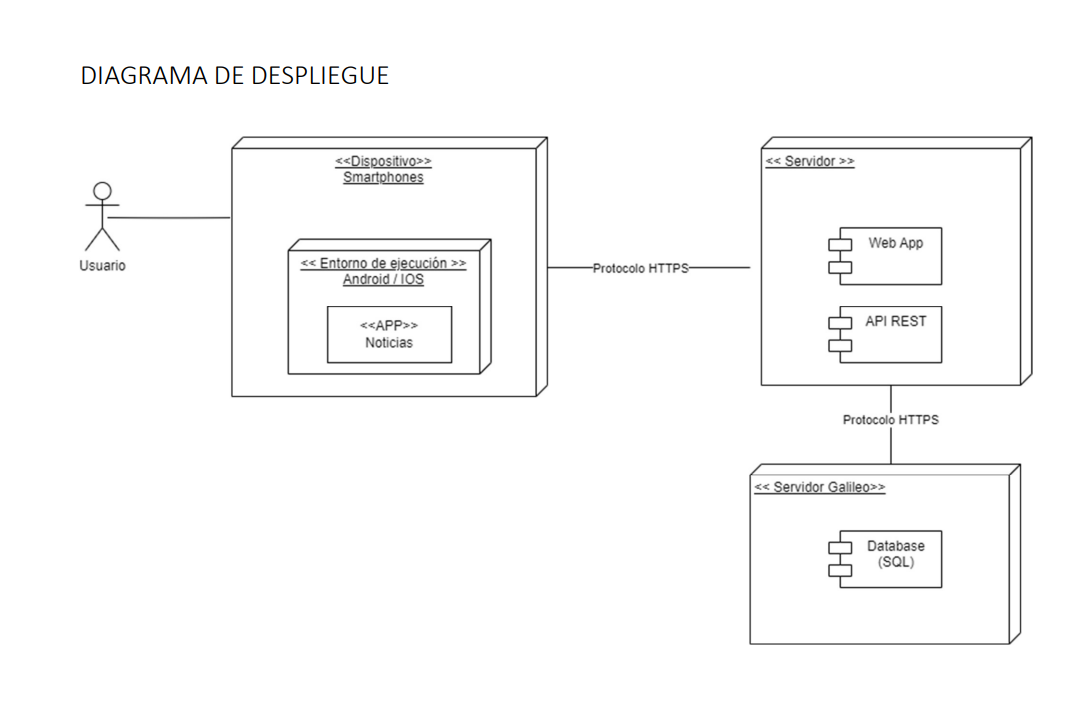 DIAGRAMA DE DESPLIEGUE
Usuario
<<Dispositivo>>
Smartphones
<< Entorno de ejecución >>
Android / IOS
<<APP>>
Noticias
Protocolo HTTPS
<< Servidor >>
Web App
API REST
Protocolo HTTPS
<< Servidor Galileo>>
Database
(SQL)